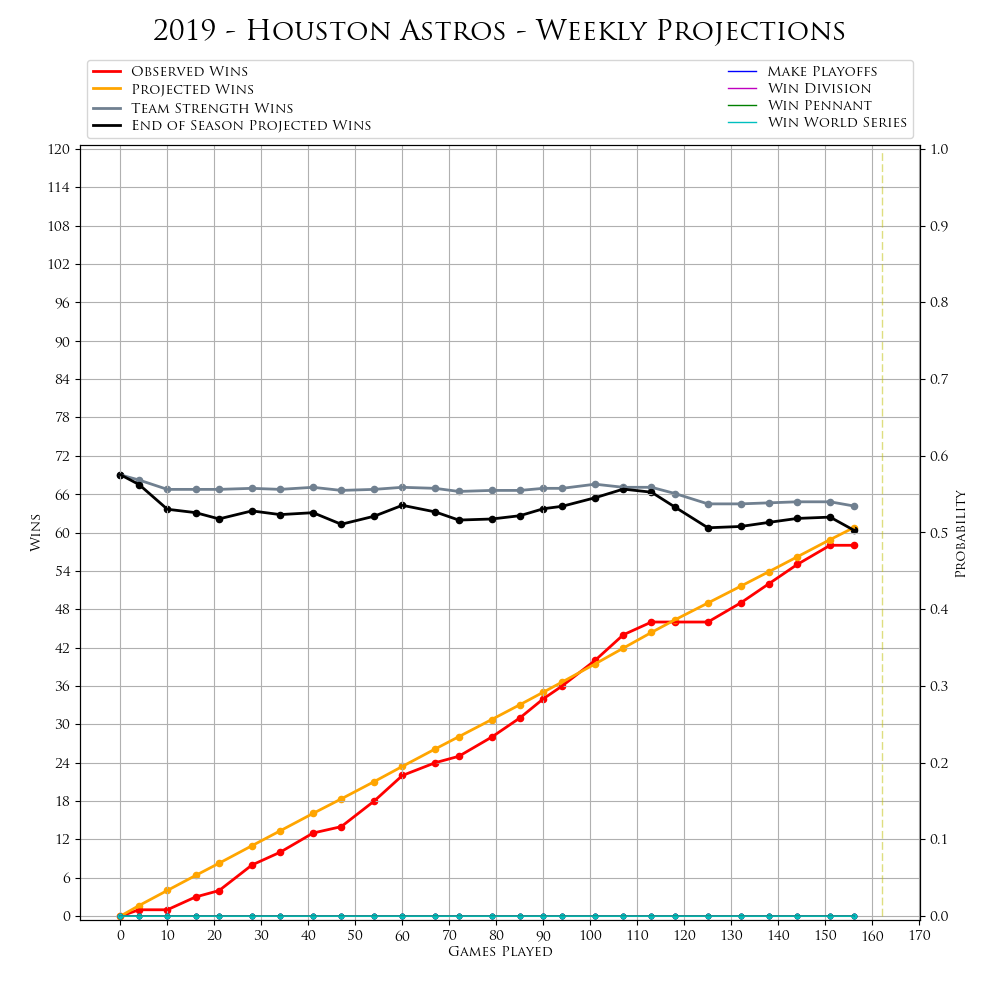 2019 - Houston Astros - Weekly Projections
Observed Wins
Projected Wins
Team Strength Wins
End of Season Projected Wins
Make Playoffs
Win Division
Win Pennant
Win World Series
120
114
108
102
96
90
84
78
72
66
60
54
48
42
36
30
24
18
12
6
0
Wins
1.0
0.9
0.8
0.7
0.6
0.5
0.4
0.3
0.2
0.1
0.0
Probability
0 10 20 30 40 50 60 70 80 90 100 110 120 130 140 150 160 170
Games Played